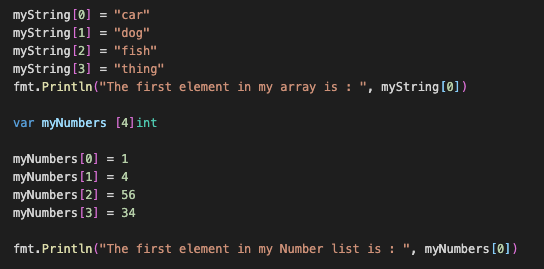 myString[0] = "car"
myString[1] = "dog"
myString[2] = "fish"
myString[3] = "thing"
fmt.Println("The first element in my array is : ", myString[0])
var myNumbers [4]int
myNumbers[0] = 1
myNumbers[1] = 4
myNumbers[2] = 56
myNumbers[3] = 34
fmt.Println("The first element in my Number list is : ", myNumbers[0])